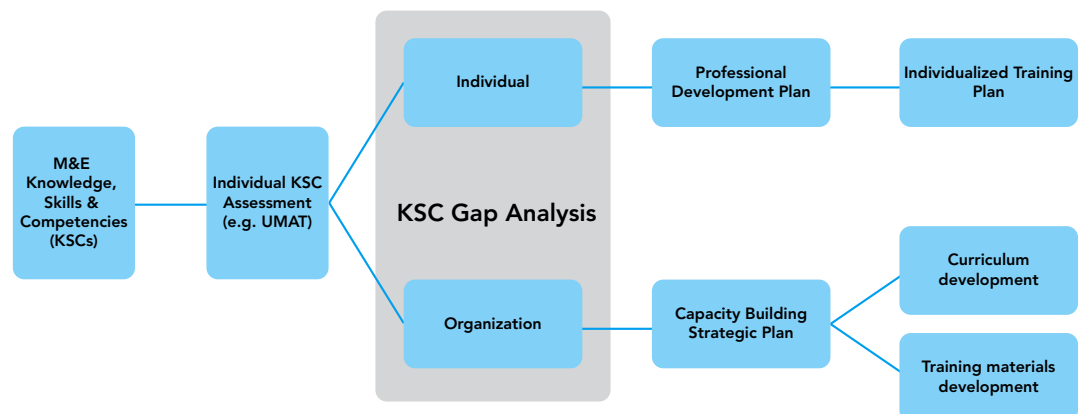 M&E
Knowledge,
Skills &
Competencies
(KSCs)
Individual KSC
Assessment
(e.g. UMAT)
Individual
KSC Gap Analysis
Organization
Professional
Development Plan
Individualized Training
Plan
Capacity Building
Strategic Plan
Curriculum
development
Training materials
development